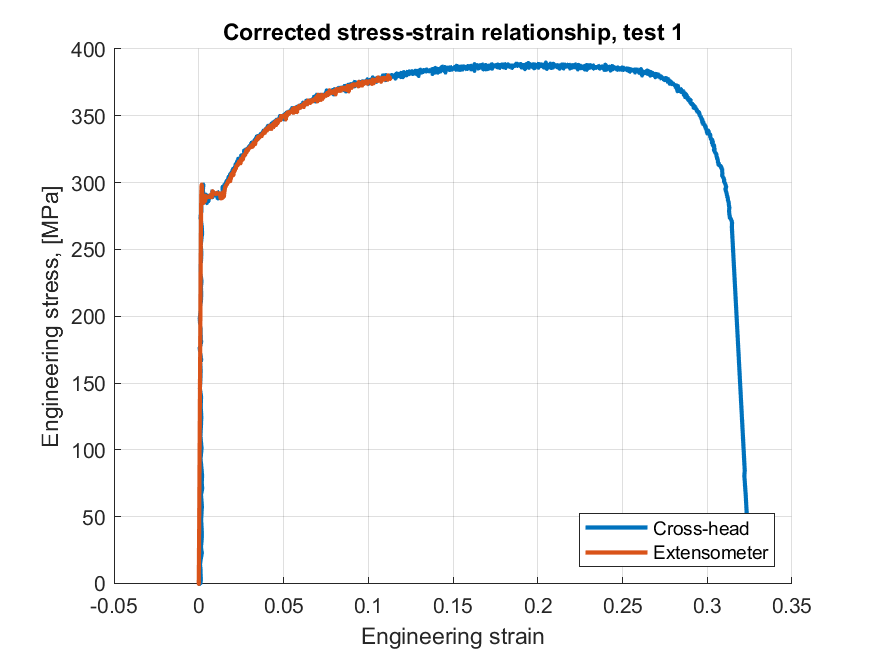 Corrected stress-strain relationship, test 1
400
350
300
250
200
150
100
50
0
Engineering stress, [MPa]
Cross-head
Extensometer
-0.05 0 0.05 0.1 0.15 0.2 0.25 0.3 0.35
Engineering strain